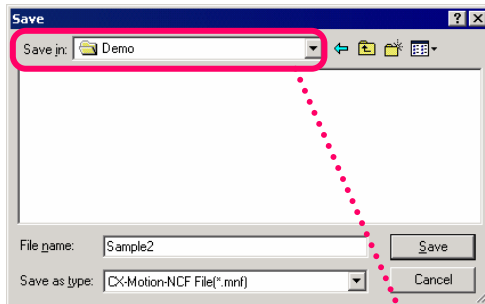 Save
Save in: Demo
File name: Sample2 Save
Save as type: CX-Motion-NCF File(*.mnf) Cancel